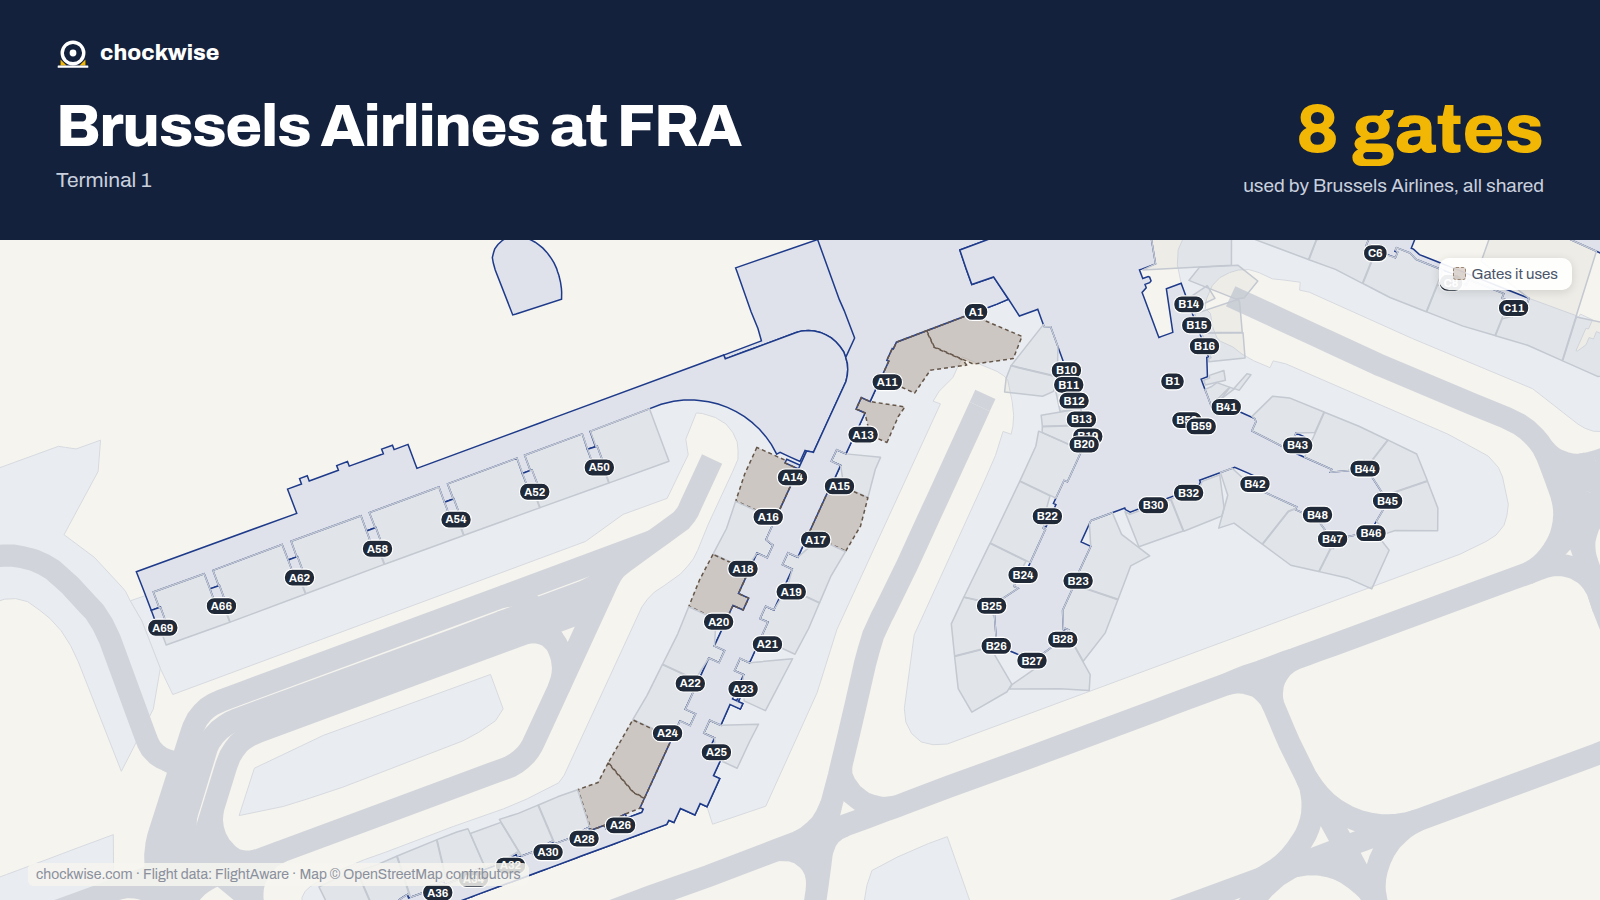 chockwise
Brussels Airlines at FRA
Terminal 1
8 gates
used by Brussels Airlines, all shared
C6
Gates it uses
C11
A1
B14
B15
B16
B10
B11
B12
B13
B20
B1
B41
B59
B43
B44
B45
B46
B47
B48
B42
B32
B30
B22
B24
B23
B25
B26
B27
B28
A11
A13
A14
A15
A16
A17
A18
A19
A20
A21
A22
A23
A24
A25
A26
A28
A30
A36
A50
A52
A54
A58
A62
A66
A69
chockwise.com · Flight data: FlightAware · Map © OpenStreetMap contributors